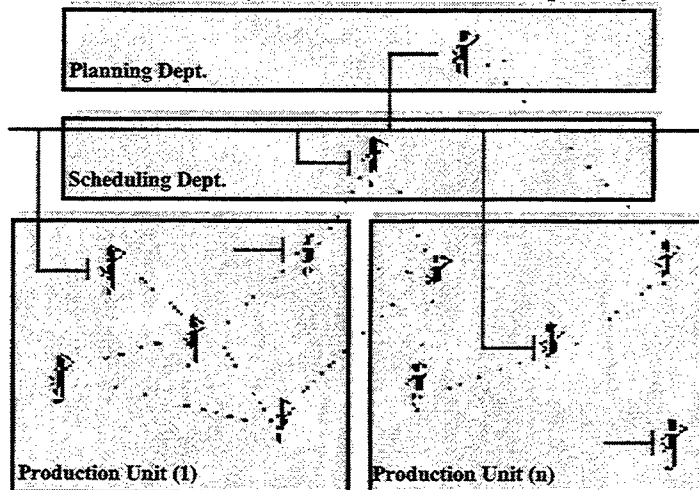 Planning Dept.
Scheduling Dept.
Production Unit (1)
Production Unit (n)